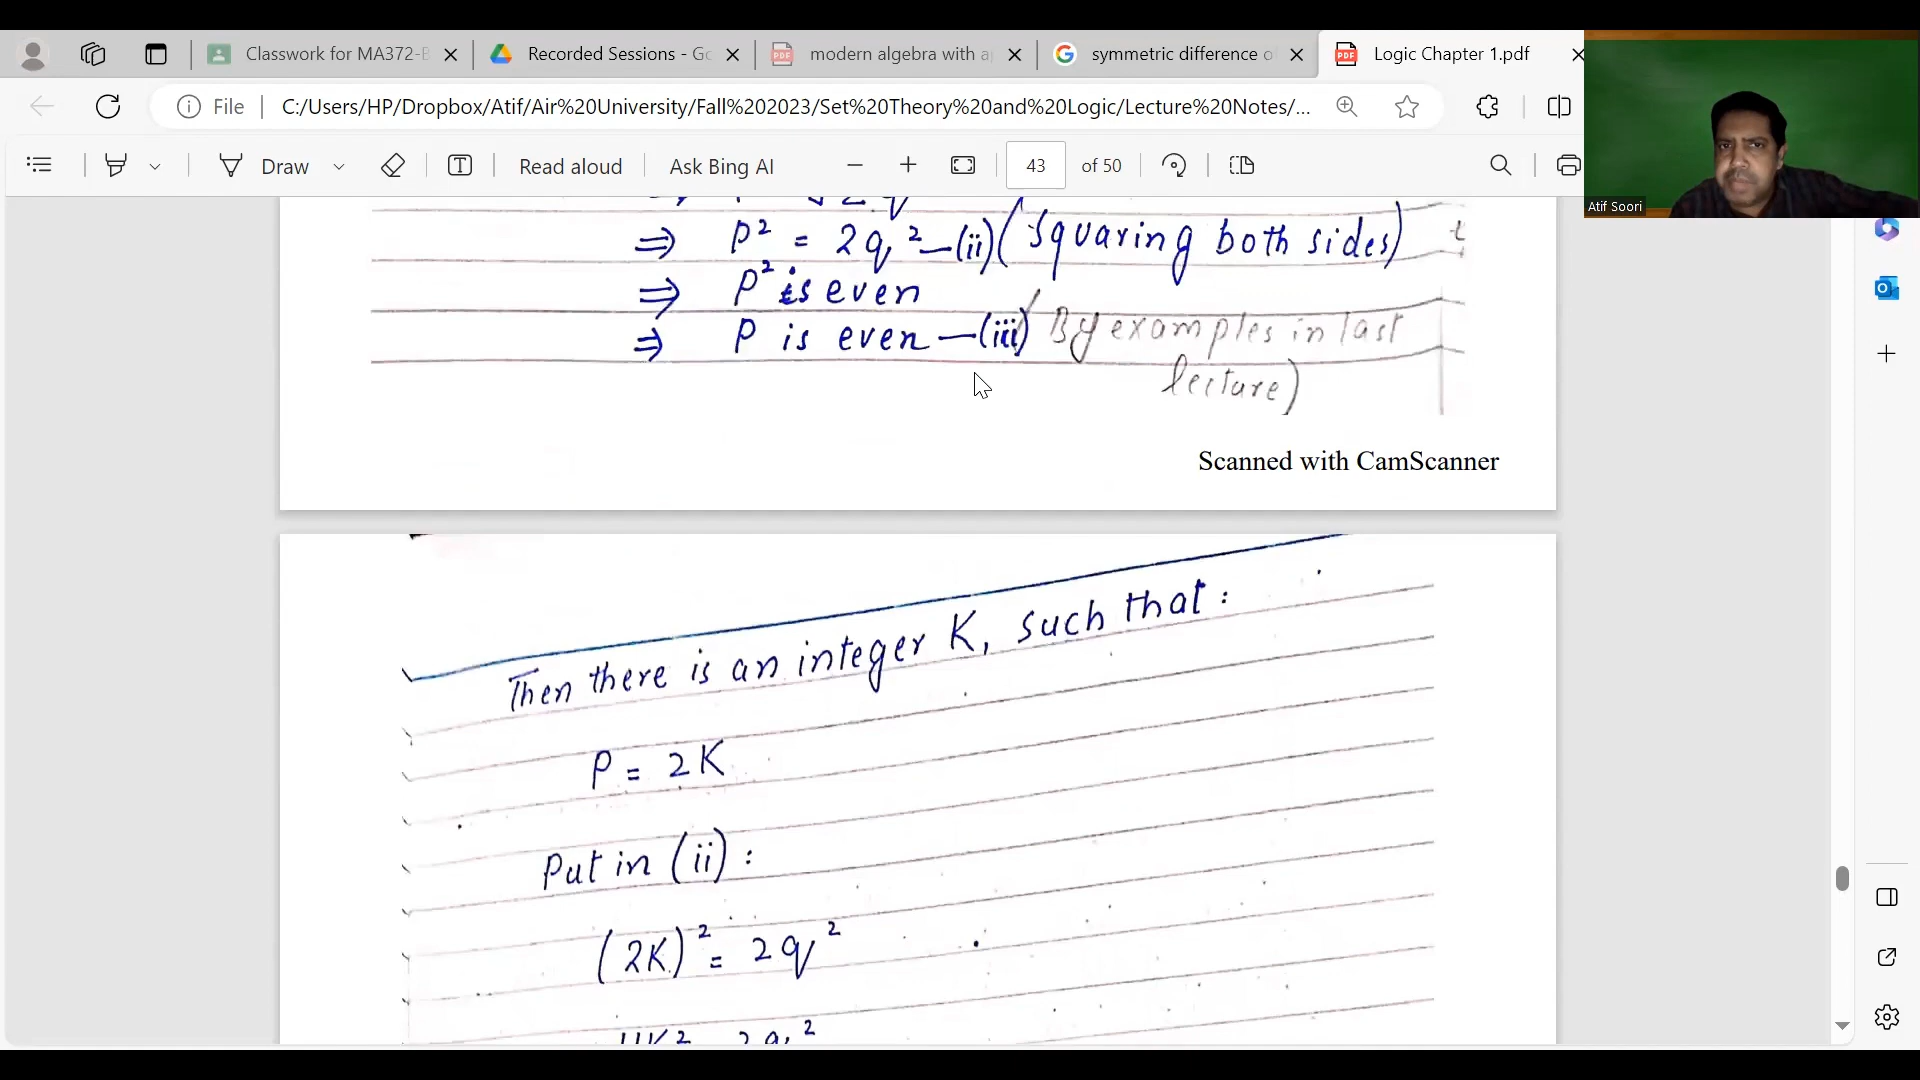 Classwork for MA372-B
Recorded Sessions - Go
modern algebra with a
symmetric difference o
Logic Chapter 1.pdf
File
C:/Users/HP/Dropbox/Atif/Air%20University/Fall%202023/Set%20Theory%20and%20Logic/Lecture%20Notes/...
Draw
Read aloud
Ask Bing AI
43
of 50
Atif Soori
⇒ P² = 2q² —(ii) (Squaring both sides)
⇒ P² is even
⇒ P is even —(iii) (By examples in last
lecture)
Scanned with CamScanner
Then there is an integer K, such that:
P = 2K
Put in (ii):
(2K)² = 2q²
4K² = 2q²